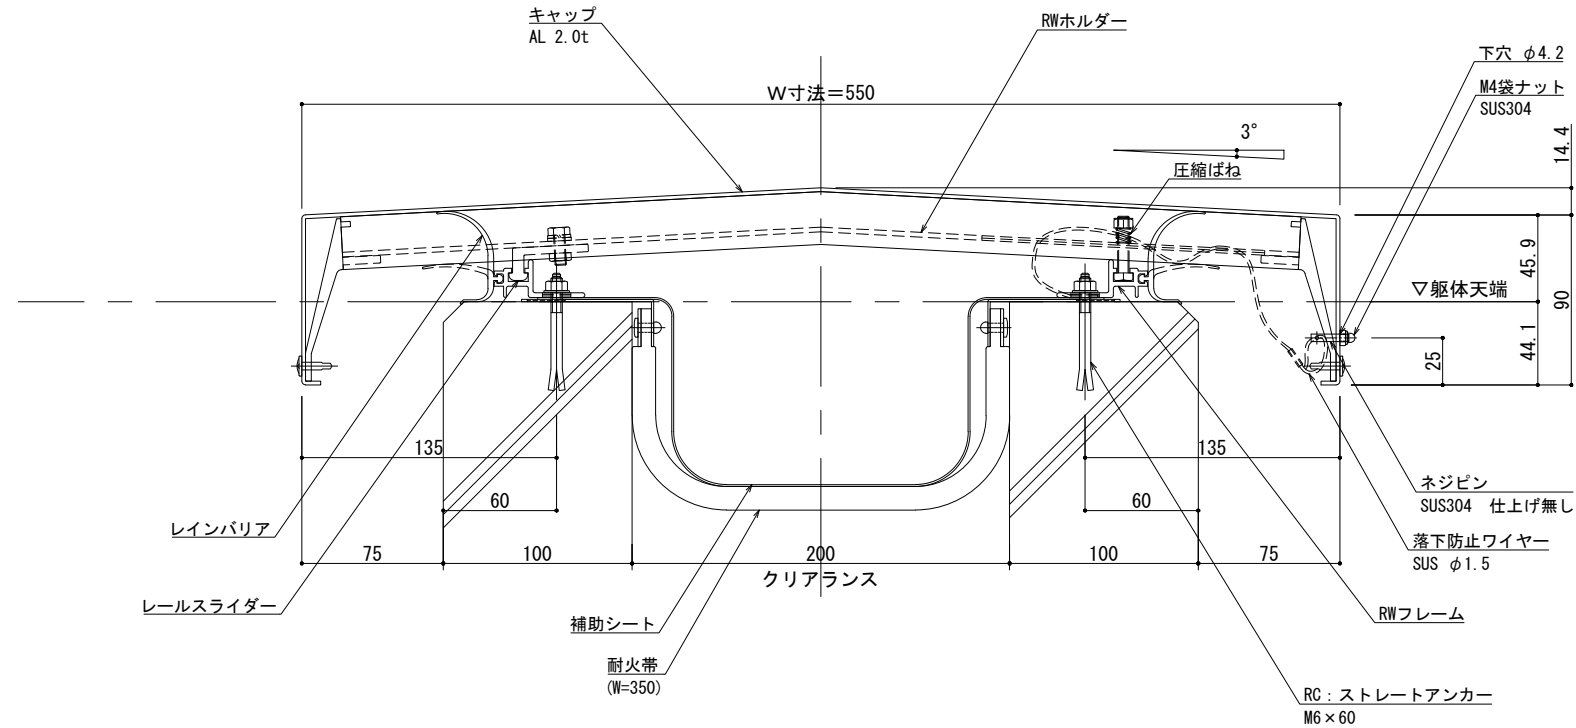 キャップ
AL 2.0t
RWホルダー
下穴 φ4.2
M4袋ナット
SUS304
W寸法=550
3°
14.4
圧縮ばね
45.9
▽躯体天端
90
44.1
25
135
135
60
60
ネジピン
SUS304 仕上げ無し
レインバリア
落下防止ワイヤー
SUS φ1.5
75
100
200
100
75
クリアランス
レールスライダー
補助シート
RWフレーム
耐火帯
(W=350)
RC：ストレートアンカー
M6×60